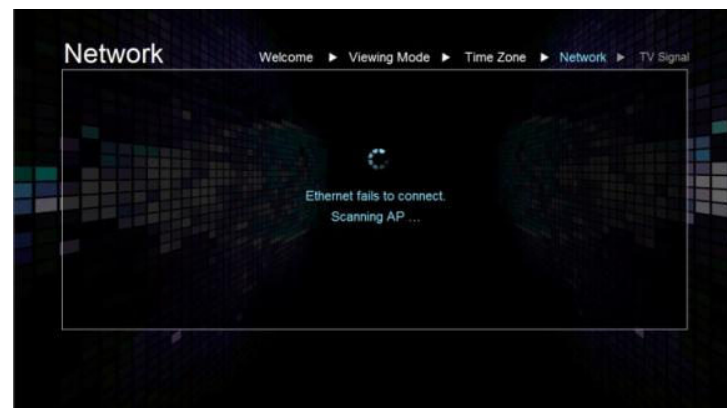 Network
Welcome ▶ Viewing Mode ▶ Time Zone ▶ Network ▶ TV Signal
Ethernet fails to connect.
Scanning AP ...